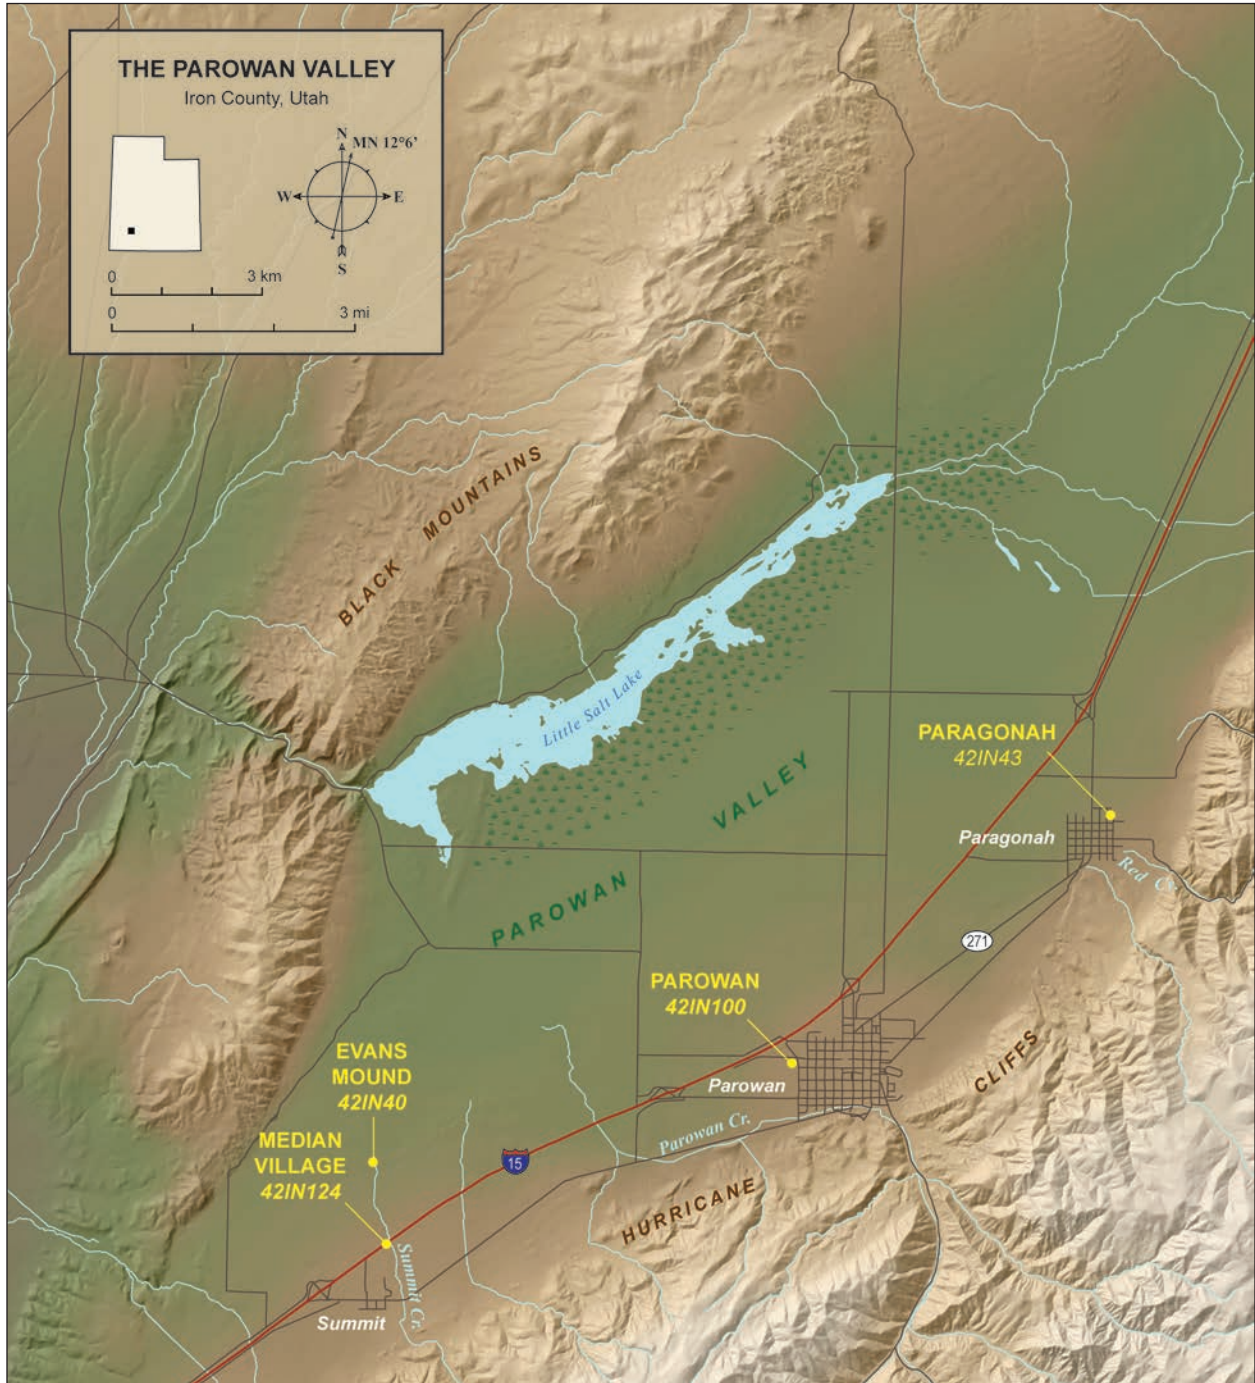 THE PAROWAN VALLEY
Iron County, Utah
N
MN 12°6'
W
E
S
0
3 km
0
3 mi
BLACK MOUNTAINS
Little Salt Lake
PAROWAN VALLEY
PARAGONAH
42IN43
Paragonah
Red Cr.
271
PAROWAN
42IN100
Parowan
CLIFFS
EVANS
MOUND
42IN40
MEDIAN
VILLAGE
42IN124
15
Parowan Cr.
HURRICANE
Summit Cr.
Summit